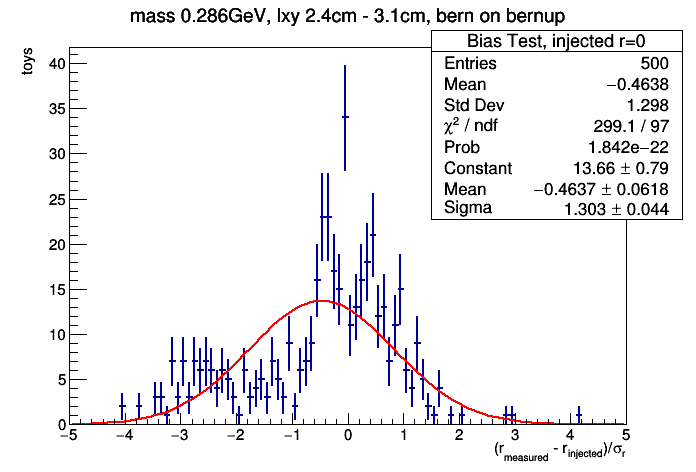 mass 0.286GeV, lxy 2.4cm - 3.1cm, bern on bernup
Bias Test, injected r=0
Entries 500
Mean −0.4638
Std Dev 1.298
χ² / ndf 299.1 / 97
Prob 1.842e−22
Constant 13.66 ± 0.79
Mean −0.4637 ± 0.0618
Sigma 1.303 ± 0.044
toys
40
35
30
25
20
15
10
5
0
−5 −4 −3 −2 −1 0 1 2 3 4 5
(r_measured - r_injected)/σ_r